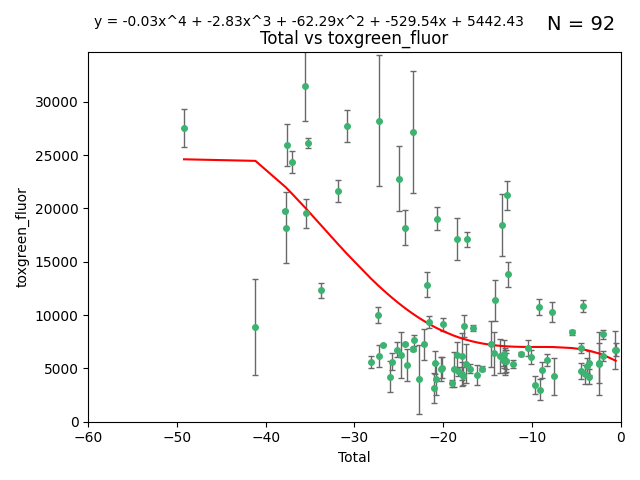 y = -0.03x^4 + -2.83x^3 + -62.29x^2 + -529.54x + 5442.43
N = 92
Total vs toxgreen_fluor
30000
25000
20000
15000
10000
5000
0
toxgreen_fluor
−60
−50
−40
−30
−20
−10
0
Total